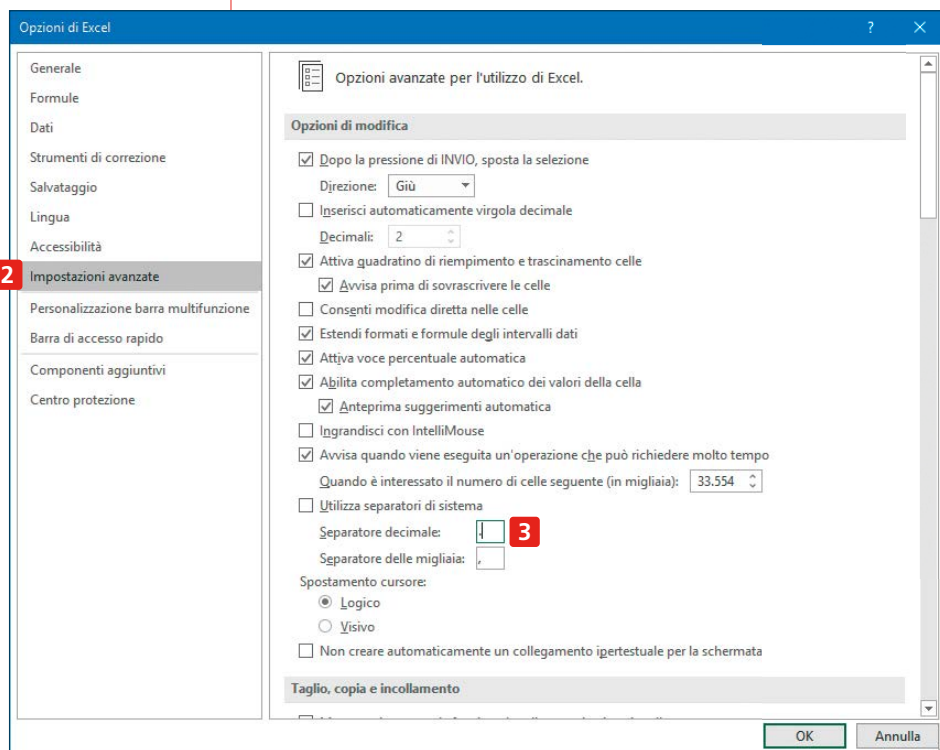 Opzioni di Excel ? ×
Generale
Formule
Dati
Strumenti di correzione
Salvataggio
Lingua
Accessibilità
2 Impostazioni avanzate
Personalizzazione barra multifunzione
Barra di accesso rapido
Componenti aggiuntivi
Centro protezione
Opzioni avanzate per l'utilizzo di Excel.
Opzioni di modifica
Dopo la pressione di INVIO, sposta la selezione
Direzione: Giù
Inserisci automaticamente virgola decimale
Decimali: 2
Attiva quadratino di riempimento e trascinamento celle
Avvisa prima di sovrascrivere le celle
Consenti modifica diretta nelle celle
Estendi formati e formule degli intervalli dati
Attiva voce percentuale automatica
Abilita completamento automatico dei valori della cella
Anteprima suggerimenti automatica
Ingrandisci con IntelliMouse
Avvisa quando viene eseguita un'operazione che può richiedere molto tempo
Quando è interessato il numero di celle seguente (in migliaia): 33.554
Utilizza separatori di sistema
Separatore decimale: . 3
Separatore delle migliaia: ,
Spostamento cursore:
Logico
Visivo
Non creare automaticamente un collegamento ipertestuale per la schermata
Taglio, copia e incollamento
OK Annulla